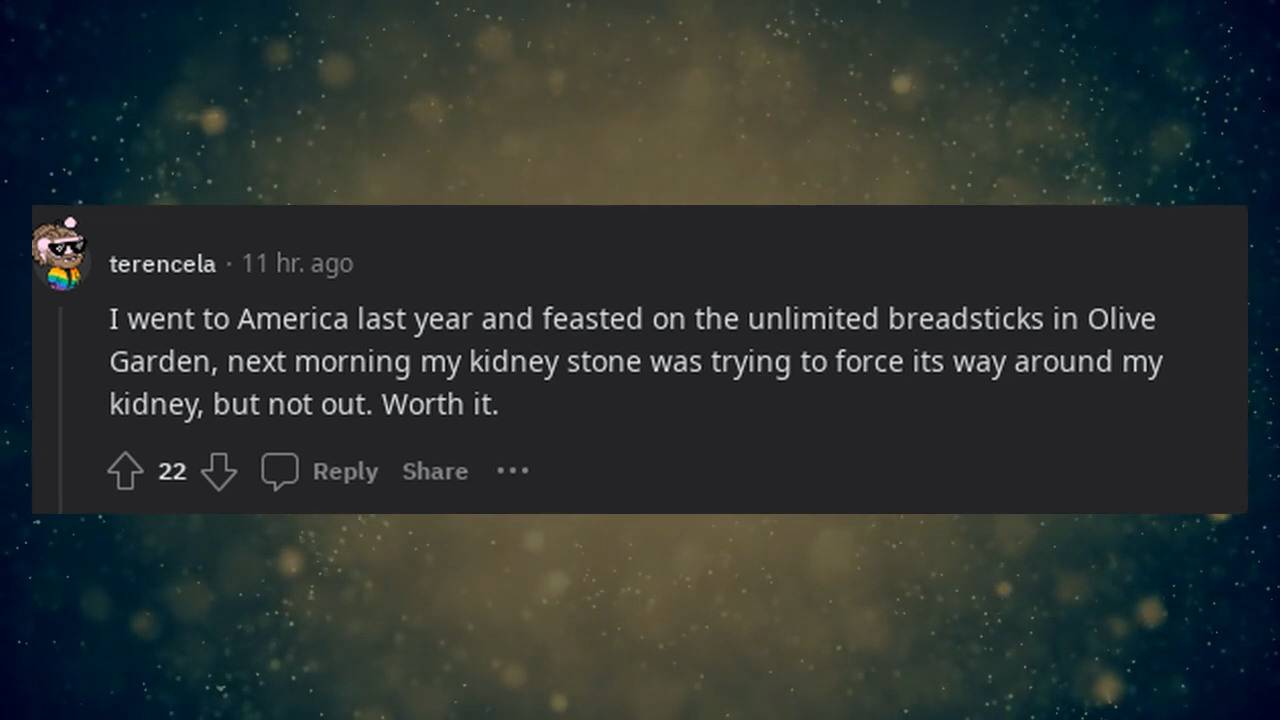 terencela · 11 hr. ago
I went to America last year and feasted on the unlimited breadsticks in Olive
Garden, next morning my kidney stone was trying to force its way around my
kidney, but not out. Worth it.
22 Reply Share ···